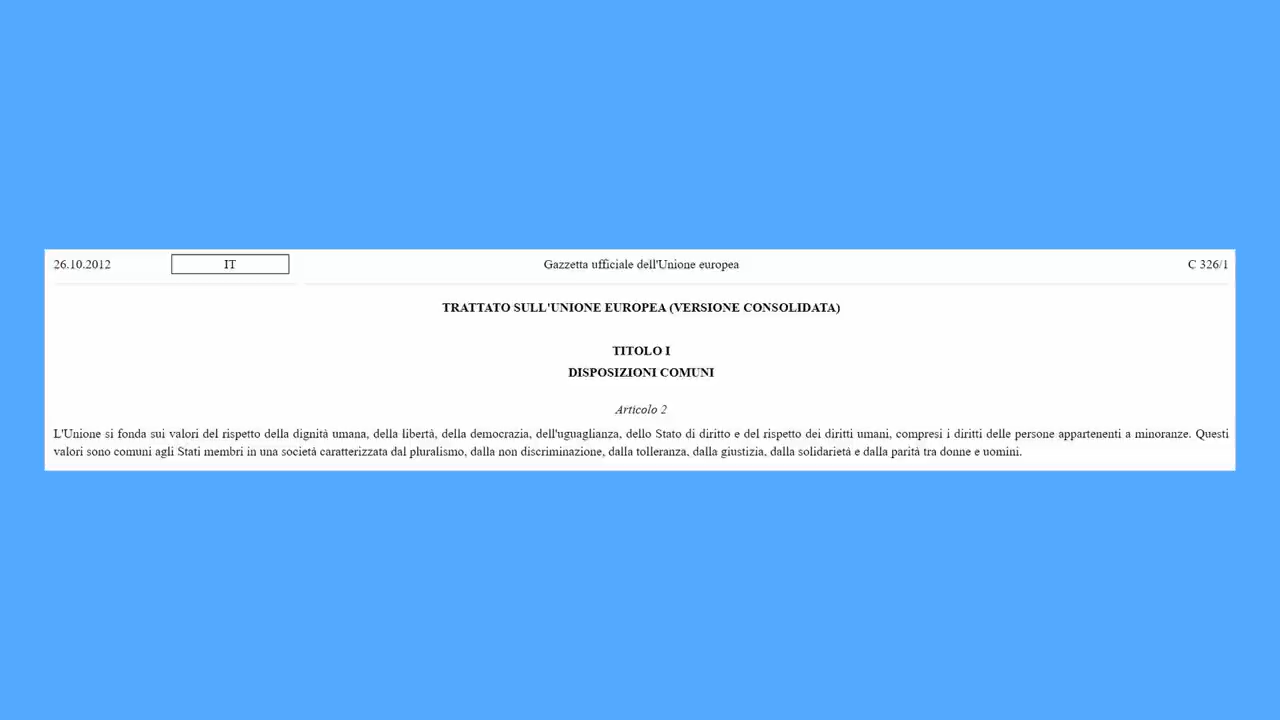 26.10.2012 IT Gazzetta ufficiale dell'Unione europea C 326/1
TRATTATO SULL'UNIONE EUROPEA (VERSIONE CONSOLIDATA)
TITOLO I
DISPOSIZIONI COMUNI
Articolo 2
L'Unione si fonda sui valori del rispetto della dignità umana, della libertà, della democrazia, dell'uguaglianza, dello Stato di diritto e del rispetto dei diritti umani, compresi i diritti delle persone appartenenti a minoranze. Questi
valori sono comuni agli Stati membri in una società caratterizzata dal pluralismo, dalla non discriminazione, dalla tolleranza, dalla giustizia, dalla solidarietà e dalla parità tra donne e uomini.